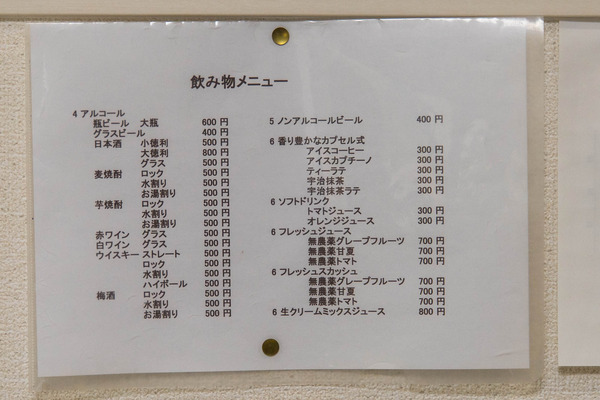 飲み物メニュー
4 アルコール
瓶ビール 大瓶 600 円
グラスビール 400 円
日本酒 小徳利 500 円
大徳利 800 円
グラス 500 円
麦焼酎 ロック 500 円
水割り 500 円
お湯割り 500 円
芋焼酎 ロック 500 円
水割り 500 円
お湯割り 500 円
赤ワイン グラス 500 円
白ワイン グラス 500 円
ウイスキー ストレート 500 円
ロック 500 円
水割り 500 円
ハイボール 500 円
梅酒 ロック 500 円
水割り 500 円
お湯割り 500 円
5 ノンアルコールビール 400 円
6 香り豊かなカプセル式
アイスコーヒー 300 円
アイスカプチーノ 300 円
ティーラテ 300 円
宇治抹茶 300 円
宇治抹茶ラテ 300 円
6 ソフトドリンク
トマトジュース 300 円
オレンジジュース 300 円
6 フレッシュジュース
無農薬グレープフルーツ 700 円
無農薬甘夏 700 円
無農薬トマト 700 円
6 フレッシュスカッシュ
無農薬グレープフルーツ 700 円
無農薬甘夏 700 円
無農薬トマト 700 円
6 生クリームミックスジュース 800 円